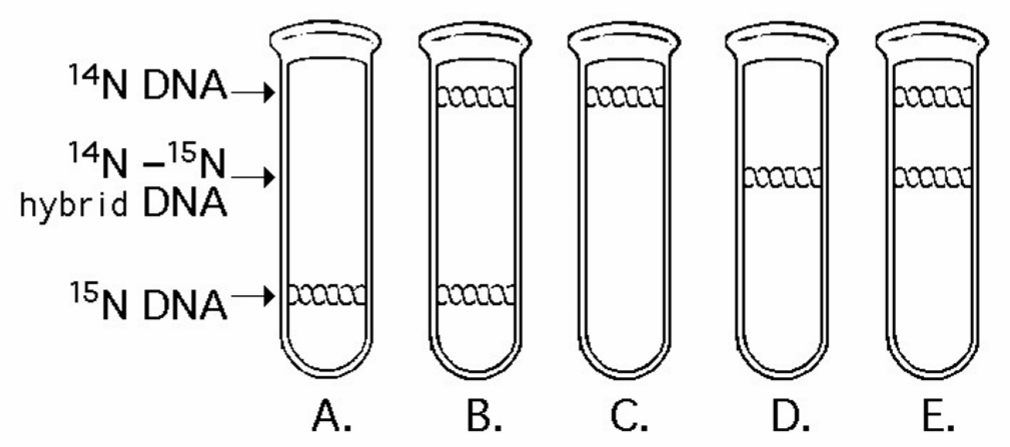 ¹⁴N DNA
¹⁴N –¹⁵N
hybrid DNA
¹⁵N DNA
A. B. C. D. E.